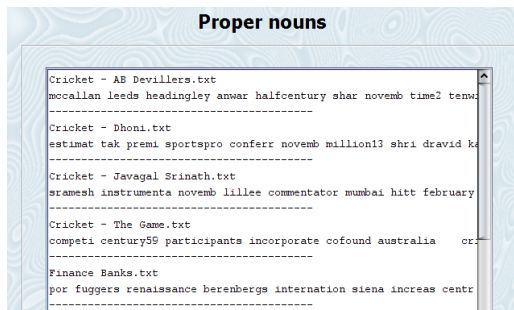 Proper nouns
Cricket - AB Devillers.txt
mccallan leeds headingley anwar halfcentury shar novemb time2 tenwi
----------------------------------------
Cricket - Dhoni.txt
estimat tak premi sportspro conferr novemb million13 shri dravid ka
----------------------------------------
Cricket - Javagal Srinath.txt
sramesh instrumenta novemb lillee commentator mumbai hitt february
----------------------------------------
Cricket - The Game.txt
competi century59 participants incorporate cofound australia cri
----------------------------------------
Finance Banks.txt
por fuggers renaissance berenbergs internation siena increas centr
----------------------------------------